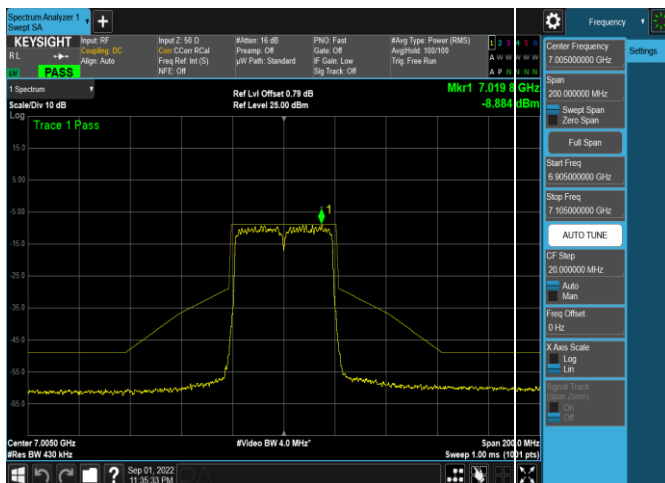 Spectrum Analyzer 1
Swept SA
+
Frequency
KEYSIGHT
R L
LW
PASS
Input: RF
Coupling: DC
Align: Auto
Input Z: 50 Ω
Corr CCorr RCal
Freq Ref: Int (S)
NFE: Off
#Atten: 16 dB
Preamp: Off
µW Path: Standard
PNO: Fast
Gate: Off
IF Gain: Low
Sig Track: Off
#Avg Type: Power (RMS)
Avg|Hold: 100/100
Trig: Free Run
1 2 3 4 5 6
A W W W W W
A P N N N N
1 Spectrum
Scale/Div 10 dB
Ref Lvl Offset 0.79 dB
Ref Level 25.00 dBm
Mkr1 7.019 8 GHz
-8.884 dBm
Log
Trace 1 Pass
15.0
5.00
-5.00
-15.0
-25.0
-35.0
-45.0
-55.0
-65.0
1
Center 7.0050 GHz
#Res BW 430 kHz
#Video BW 4.0 MHz*
Span 200.0 MHz
Sweep 1.00 ms (1001 pts)
Settings
Center Frequency
7.005000000 GHz
Span
200.000000 MHz
Swept Span
Zero Span
Full Span
Start Freq
6.905000000 GHz
Stop Freq
7.105000000 GHz
AUTO TUNE
CF Step
20.000000 MHz
Auto
Man
Freq Offset
0 Hz
X Axis Scale
Log
Lin
Signal Track
(Span Zoom)
On
Off
?
Sep 01, 2022
11:35:33 PM